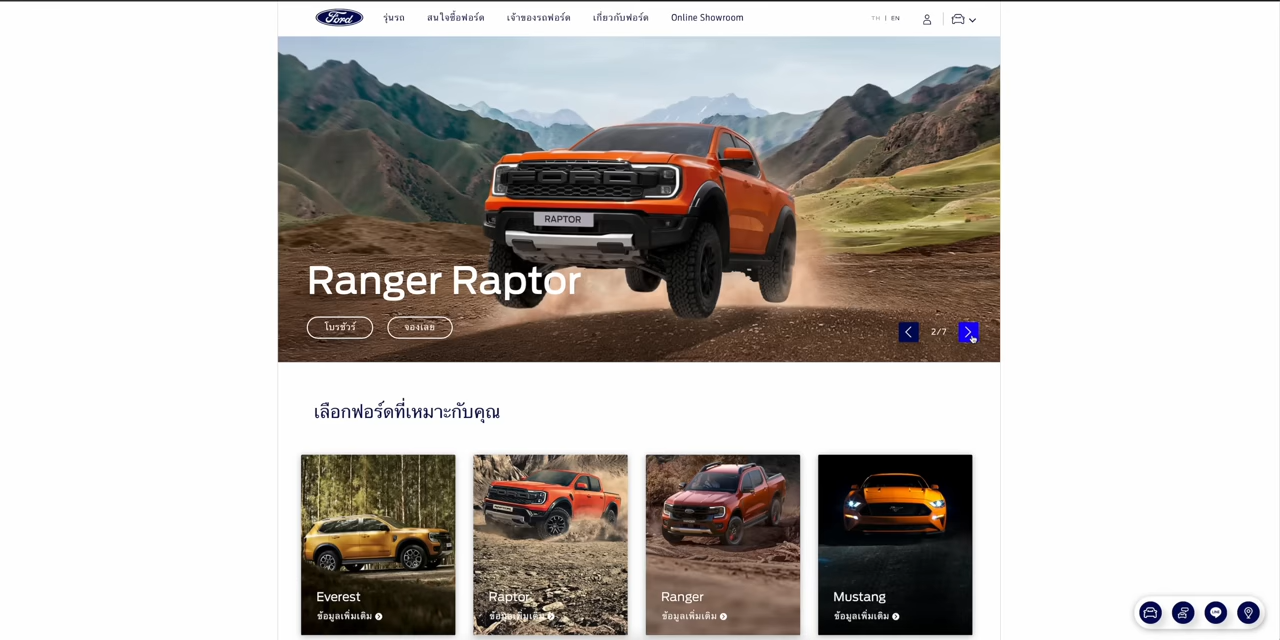 Ford
รุ่นรถ
สนใจซื้อฟอร์ด
เจ้าของรถฟอร์ด
เกี่ยวกับฟอร์ด
Online Showroom
TH | EN
FORD
RAPTOR
Ranger Raptor
โบรชัวร์
จองเลย
2/7
เลือกฟอร์ดที่เหมาะกับคุณ
Everest
ข้อมูลเพิ่มเติม
Raptor
ข้อมูลเพิ่มเติม
Ranger
ข้อมูลเพิ่มเติม
Mustang
ข้อมูลเพิ่มเติม